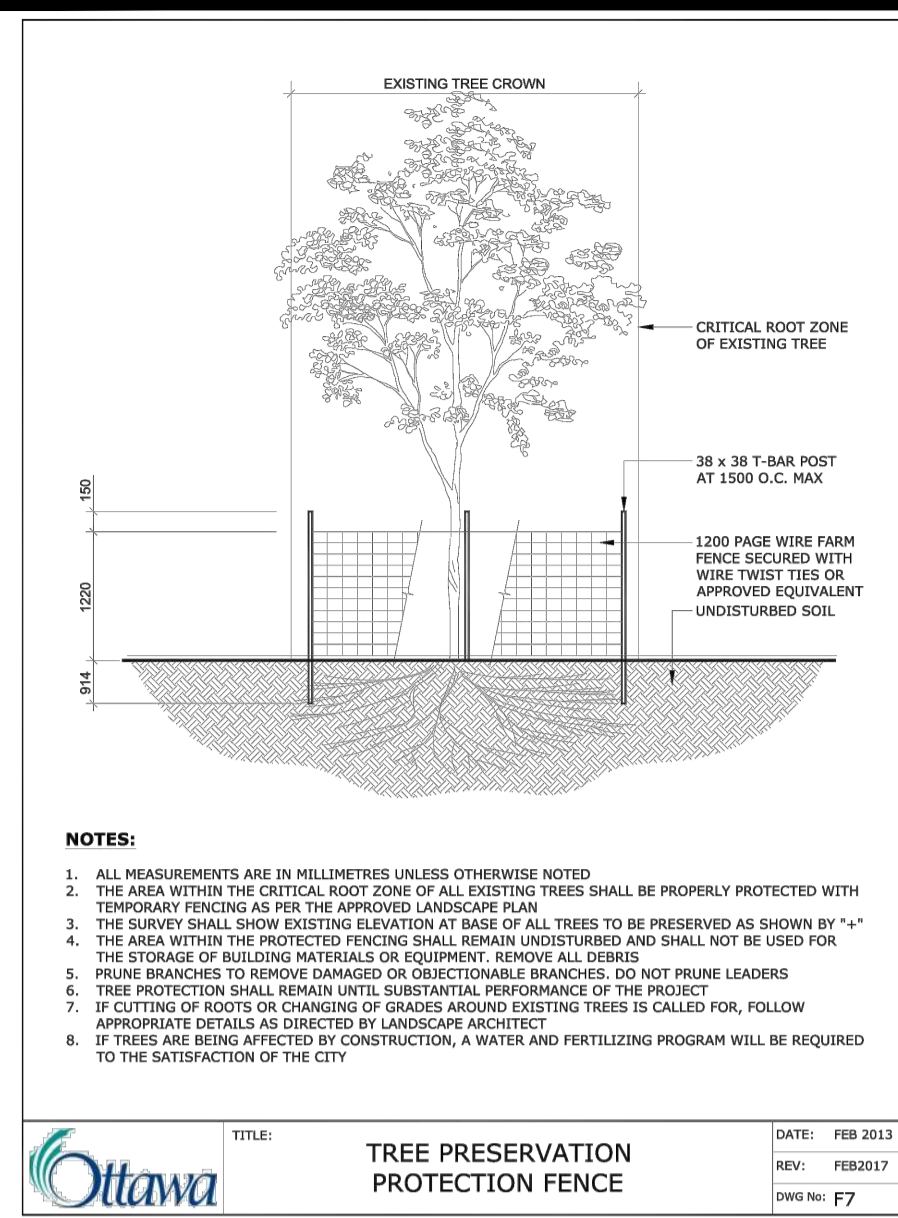 EXISTING TREE CROWN
CRITICAL ROOT ZONE
OF EXISTING TREE
38 x 38 T-BAR POST
AT 1500 O.C. MAX
150
1220
914
1200 PAGE WIRE FARM
FENCE SECURED WITH
WIRE TWIST TIES OR
APPROVED EQUIVALENT
UNDISTURBED SOIL
NOTES:
1. ALL MEASUREMENTS ARE IN MILLIMETRES UNLESS OTHERWISE NOTED
2. THE AREA WITHIN THE CRITICAL ROOT ZONE OF ALL EXISTING TREES SHALL BE PROPERLY PROTECTED WITH
TEMPORARY FENCING AS PER THE APPROVED LANDSCAPE PLAN
3. THE SURVEY SHALL SHOW EXISTING ELEVATION AT BASE OF ALL TREES TO BE PRESERVED AS SHOWN BY "+"
4. THE AREA WITHIN THE PROTECTED FENCING SHALL REMAIN UNDISTURBED AND SHALL NOT BE USED FOR
THE STORAGE OF BUILDING MATERIALS OR EQUIPMENT. REMOVE ALL DEBRIS
5. PRUNE BRANCHES TO REMOVE DAMAGED OR OBJECTIONABLE BRANCHES. DO NOT PRUNE LEADERS
6. TREE PROTECTION SHALL REMAIN UNTIL SUBSTANTIAL PERFORMANCE OF THE PROJECT
7. IF CUTTING OF ROOTS OR CHANGING OF GRADES AROUND EXISTING TREES IS CALLED FOR, FOLLOW
APPROPRIATE DETAILS AS DIRECTED BY LANDSCAPE ARCHITECT
8. IF TREES ARE BEING AFFECTED BY CONSTRUCTION, A WATER AND FERTILIZING PROGRAM WILL BE REQUIRED
TO THE SATISFACTION OF THE CITY
Ottawa
TITLE:
TREE PRESERVATION
PROTECTION FENCE
DATE: FEB 2013
REV: FEB2017
DWG No: F7